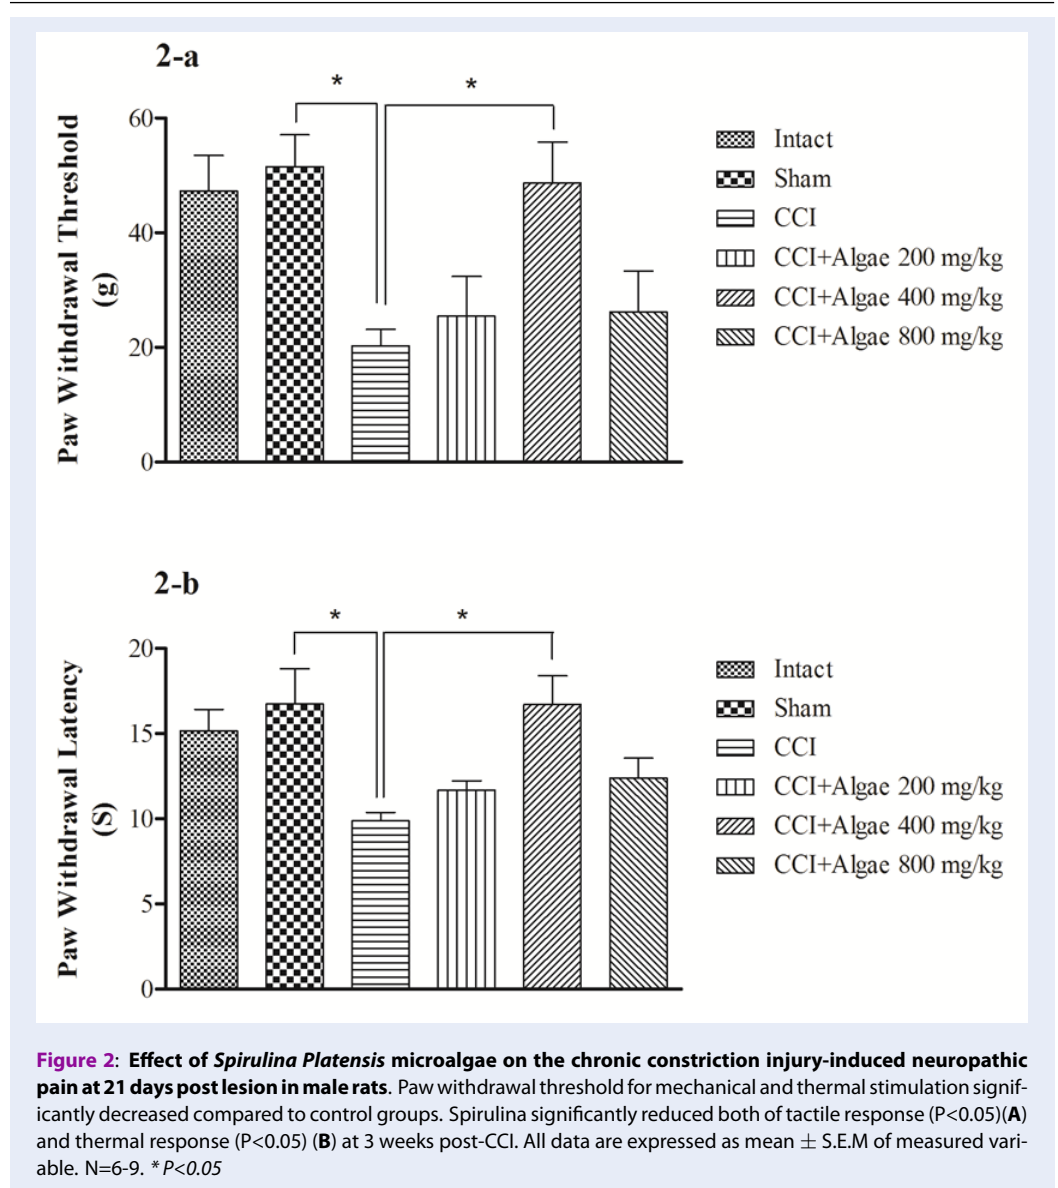 2-a
*
*
60
40
20
0
Paw Withdrawal Threshold
(g)
Intact
Sham
CCI
CCI+Algae 200 mg/kg
CCI+Algae 400 mg/kg
CCI+Algae 800 mg/kg
2-b
*
*
20
15
10
5
0
Paw Withdrawal Latency
(S)
Intact
Sham
CCI
CCI+Algae 200 mg/kg
CCI+Algae 400 mg/kg
CCI+Algae 800 mg/kg
Figure 2: Effect of Spirulina Platensis microalgae on the chronic constriction injury-induced neuropathic
pain at 21 days post lesion in male rats. Paw withdrawal threshold for mechanical and thermal stimulation signif-
icantly decreased compared to control groups. Spirulina significantly reduced both of tactile response (P<0.05)(A)
and thermal response (P<0.05) (B) at 3 weeks post-CCI. All data are expressed as mean ± S.E.M of measured vari-
able. N=6-9. * P<0.05